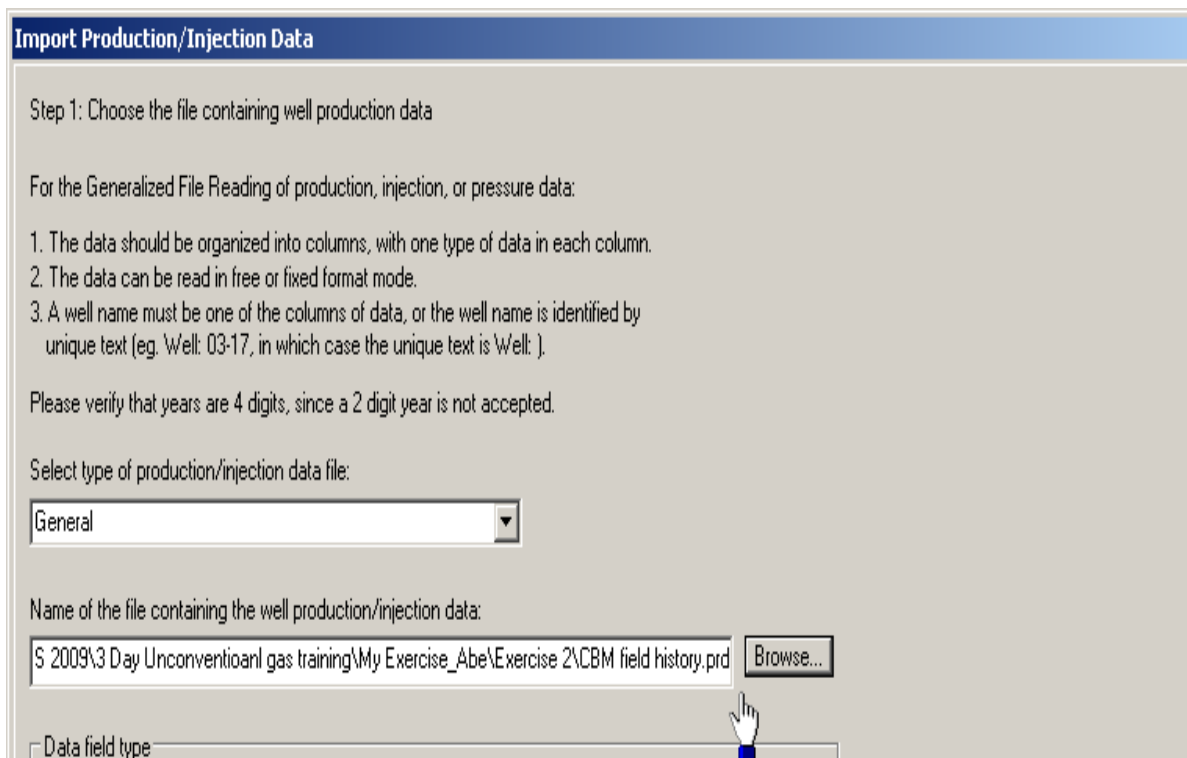 Import Production/Injection Data
Step 1: Choose the file containing well production data
For the Generalized File Reading of production, injection, or pressure data:
1. The data should be organized into columns, with one type of data in each column.
2. The data can be read in free or fixed format mode.
3. A well name must be one of the columns of data, or the well name is identified by
unique text (eg. Well: 03-17, in which case the unique text is Well: ).
Please verify that years are 4 digits, since a 2 digit year is not accepted.
Select type of production/injection data file:
General
Name of the file containing the well production/injection data:
S 2009\3 Day Unconventioanl gas training\My Exercise_Abe\Exercise 2\CBM field history.prd Browse...
Data field type